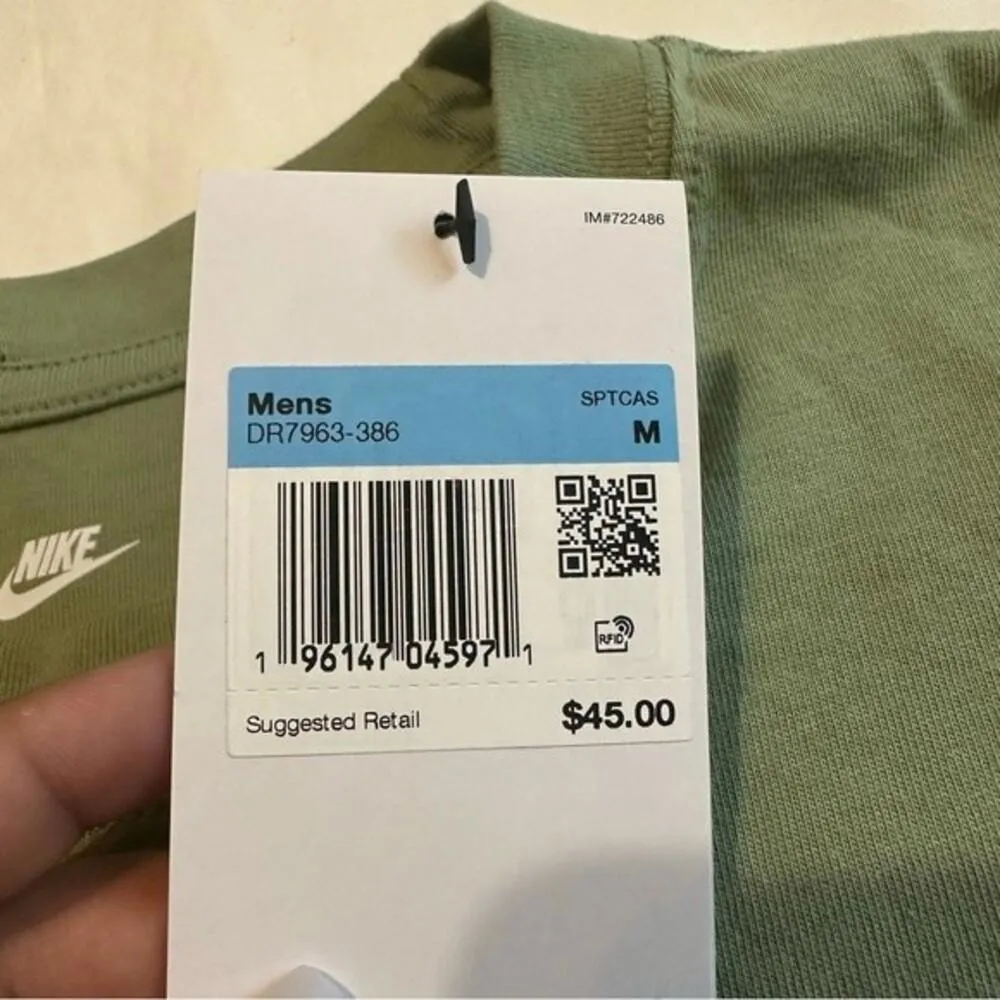 IM#722486
Mens
SPTCAS
DR7963-386
M
1 96147 04597 1
RFID
Suggested Retail
$45.00
NIKE